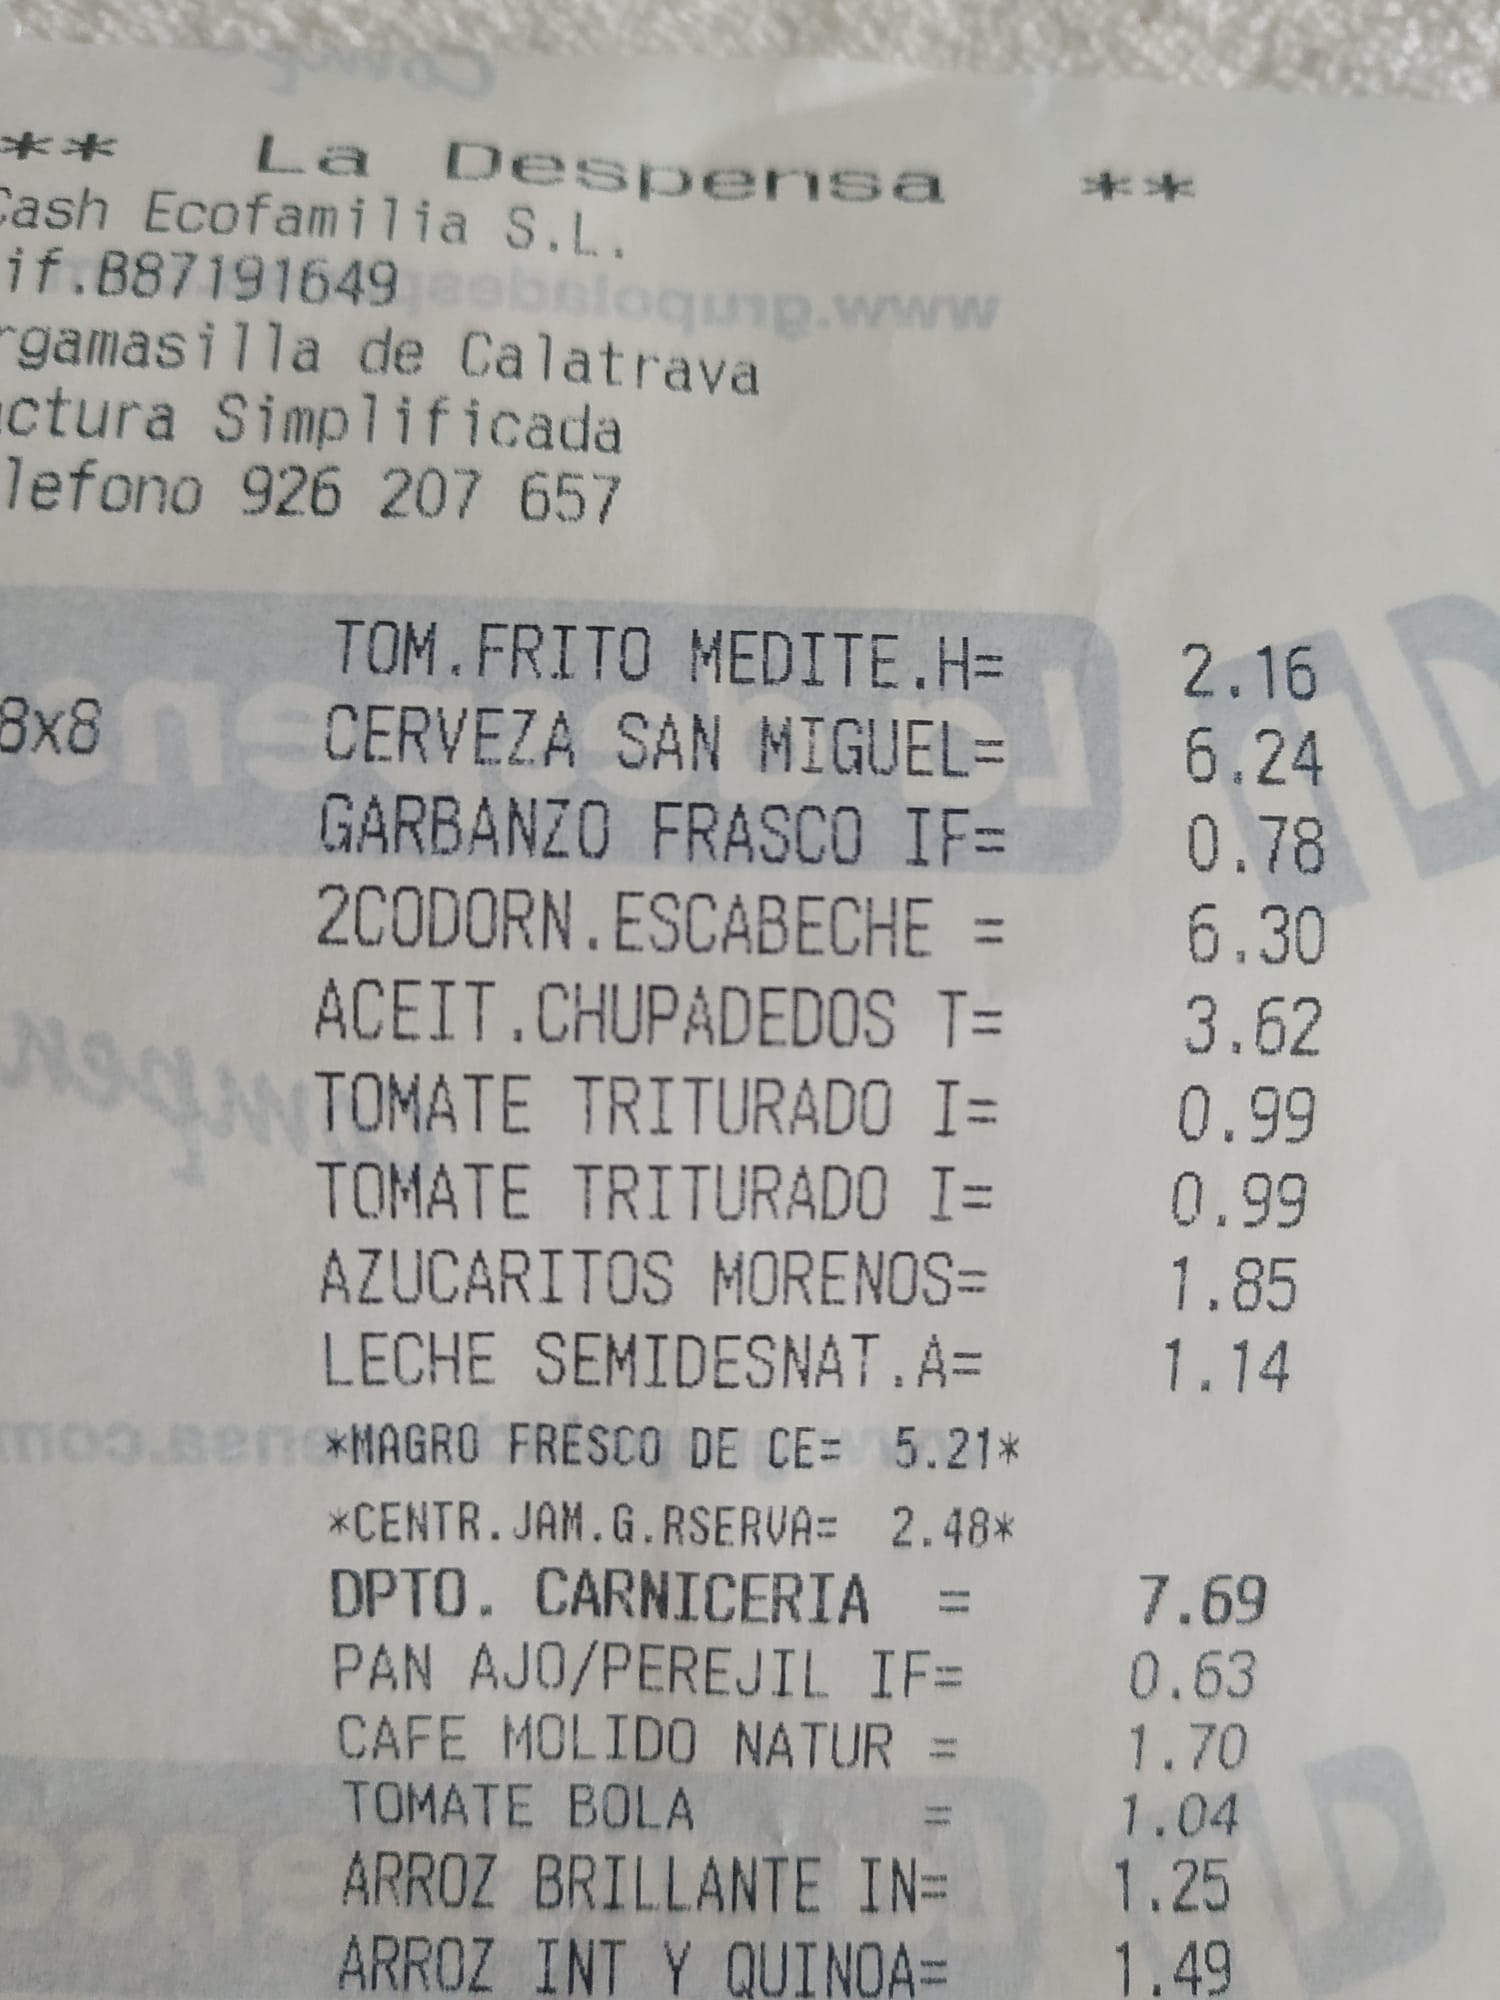 ** La Despensa **
Cash Ecofamilia S.L.
if.B87191649
rgamasilla de Calatrava
actura Simplificada
lefono 926 207 657
www.grupoladesp
TOM.FRITO MEDITE.H= 2.16
8x8 CERVEZA SAN MIGUEL= 6.24
GARBANZO FRASCO IF= 0.78
2CODORN.ESCABECHE = 6.30
ACEIT.CHUPADEDOS T= 3.62
TOMATE TRITURADO I= 0.99
TOMATE TRITURADO I= 0.99
AZUCARITOS MORENOS= 1.85
LECHE SEMIDESNAT.A= 1.14
*MAGRO FRESCO DE CE= 5.21*
*CENTR.JAM.G.RSERVA= 2.48*
DPTO. CARNICERIA = 7.69
PAN AJO/PEREJIL IF= 0.63
CAFE MOLIDO NATUR = 1.70
TOMATE BOLA = 1.04
ARROZ BRILLANTE IN= 1.25
ARROZ INT Y QUINOA= 1.49